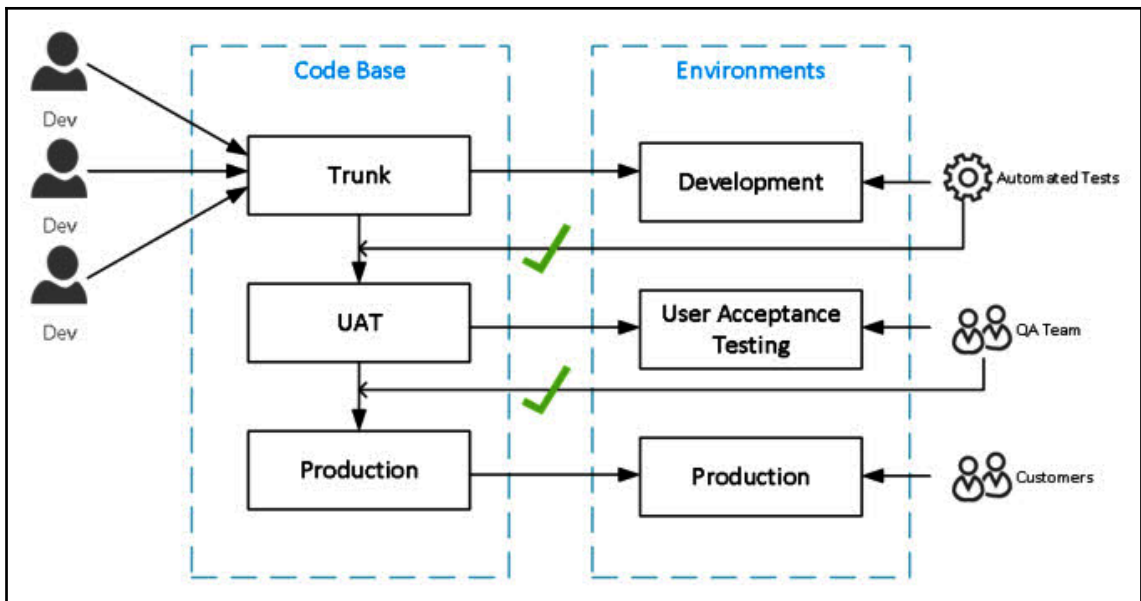 Code Base
Environments
Dev
Trunk
Development
Automated Tests
Dev
Dev
UAT
User Acceptance
Testing
QA Team
Production
Production
Customers